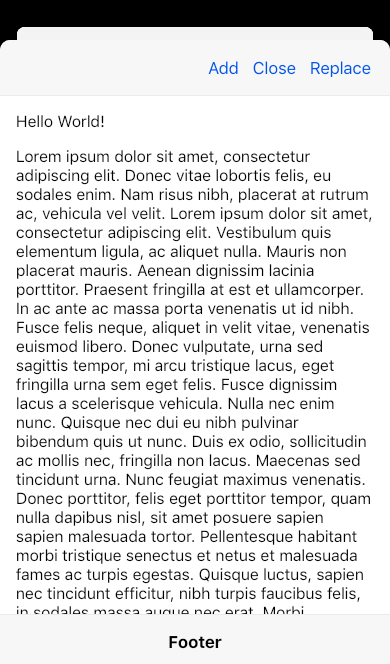 Add Close Replace
Hello World!
Lorem ipsum dolor sit amet, consectetur
adipiscing elit. Donec vitae lobortis felis, eu
sodales enim. Nam risus nibh, placerat at rutrum
ac, vehicula vel velit. Lorem ipsum dolor sit amet,
consectetur adipiscing elit. Vestibulum quis
elementum ligula, ac aliquet nulla. Mauris non
placerat mauris. Aenean dignissim lacinia
porttitor. Praesent fringilla at est et ullamcorper.
In ac ante ac massa porta venenatis ut id nibh.
Fusce felis neque, aliquet in velit vitae, venenatis
euismod libero. Donec vulputate, urna sed
sagittis tempor, mi arcu tristique lacus, eget
fringilla urna sem eget felis. Fusce dignissim
lacus a scelerisque vehicula. Nulla nec enim
nunc. Quisque nec dui eu nibh pulvinar
bibendum quis ut nunc. Duis ex odio, sollicitudin
ac mollis nec, fringilla non lacus. Maecenas sed
tincidunt urna. Nunc feugiat maximus venenatis.
Donec porttitor, felis eget porttitor tempor, quam
nulla dapibus nisl, sit amet posuere sapien
sapien malesuada tortor. Pellentesque habitant
morbi tristique senectus et netus et malesuada
fames ac turpis egestas. Quisque luctus, sapien
nec tincidunt efficitur, nibh turpis faucibus felis,
in sodales massa augue nec erat. Morbi
Footer